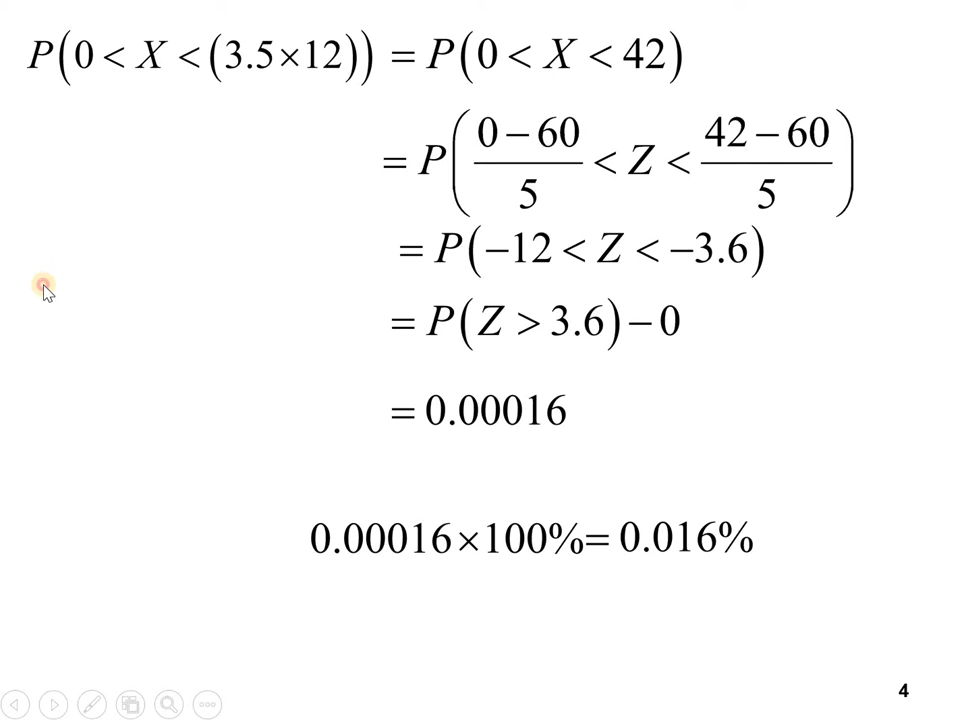 P(0 < X < (3.5×12)) = P(0 < X < 42)
= P((0 − 60)/5 < Z < (42 − 60)/5)
= P(−12 < Z < −3.6)
= P(Z > 3.6) − 0
= 0.00016
0.00016×100%= 0.016%
4